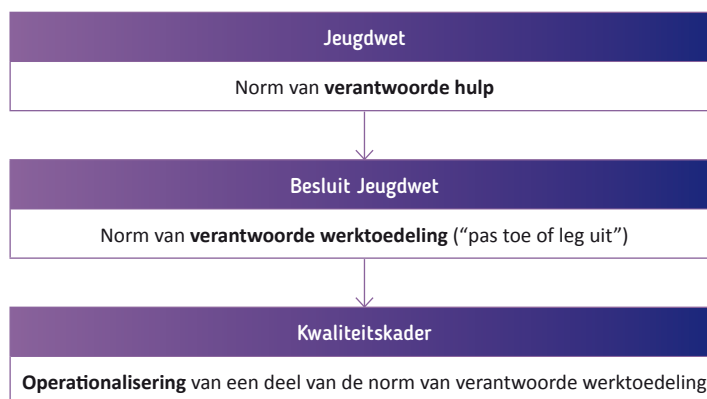 Jeugdwet
Norm van verantwoorde hulp
Besluit Jeugdwet
Norm van verantwoorde werktoedeling (“pas toe of leg uit”)
Kwaliteitskader
Operationalisering van een deel van de norm van verantwoorde werktoedeling